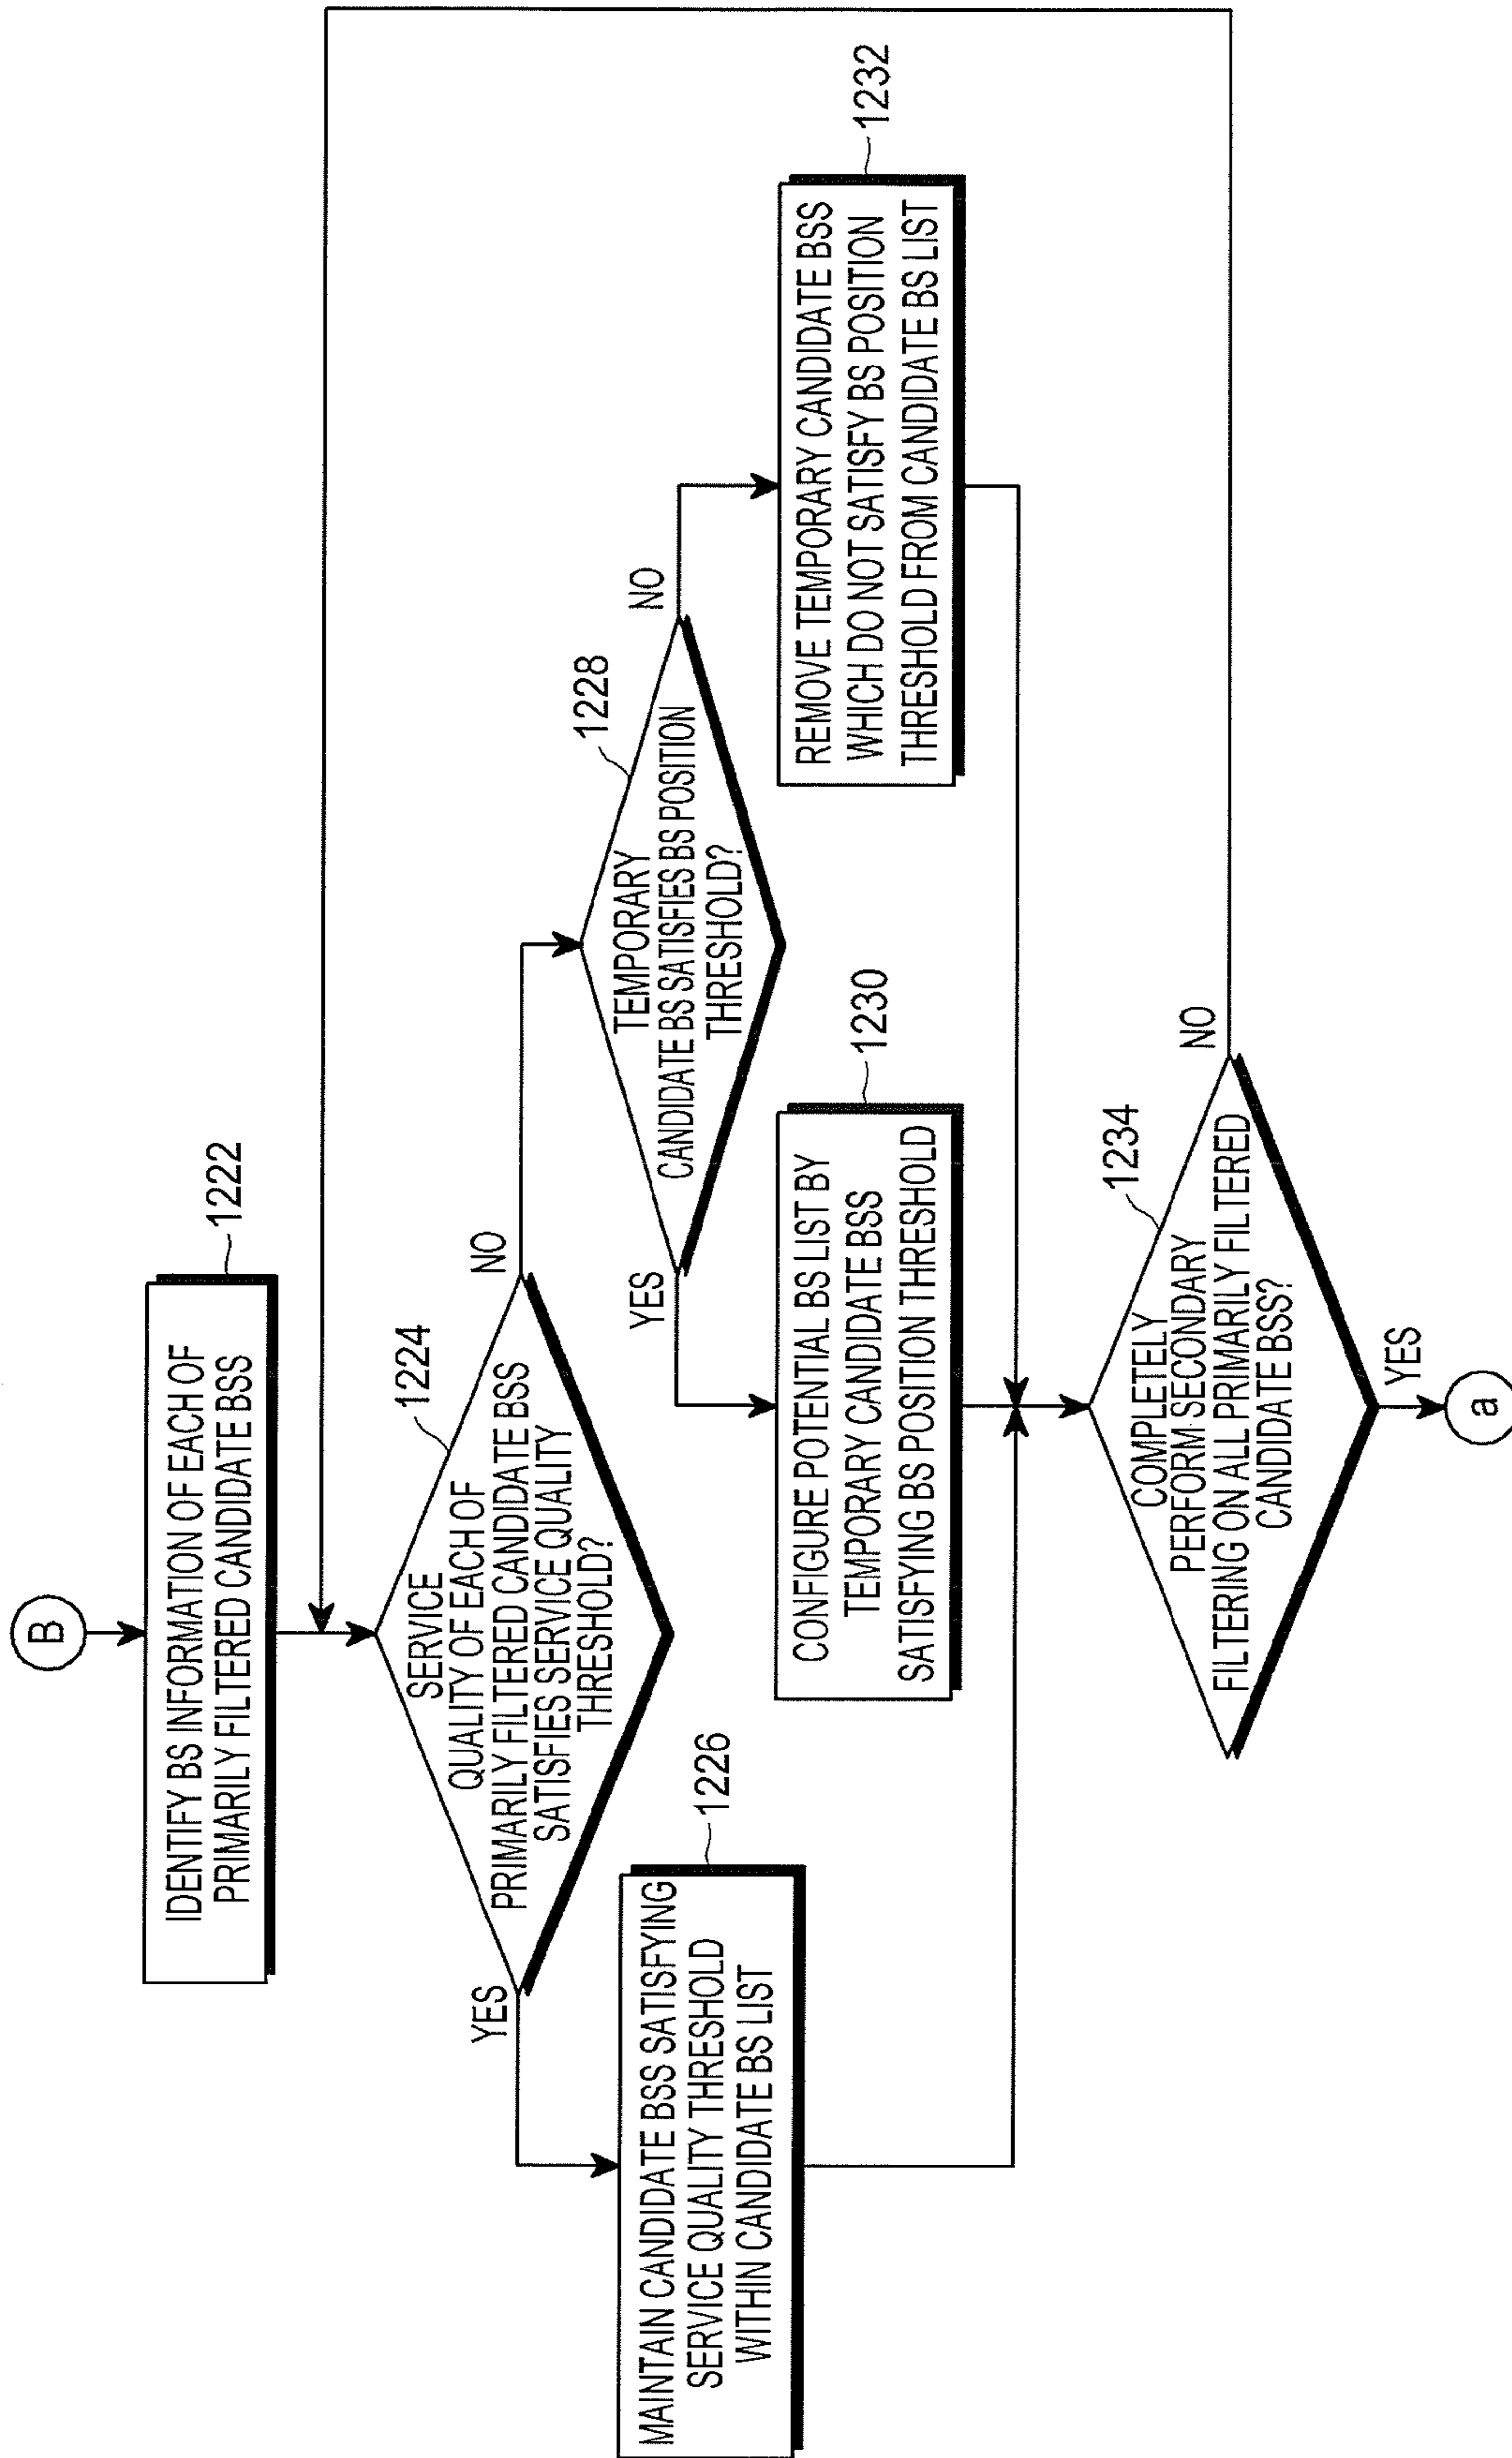 B
1222
IDENTIFY BS INFORMATION OF EACH OF
PRIMARILY FILTERED CANDIDATE BSS
1224
SERVICE
QUALITY OF EACH OF
PRIMARILY FILTERED CANDIDATE BSS
SATISFIES SERVICE QUALITY
THRESHOLD?
YES
NO
1226
MAINTAIN CANDIDATE BSS SATISFYING
SERVICE QUALITY THRESHOLD
WITHIN CANDIDATE BS LIST
1228
TEMPORARY
CANDIDATE BS SATISFIES BS POSITION
THRESHOLD?
YES
NO
1230
CONFIGURE POTENTIAL BS LIST BY
TEMPORARY CANDIDATE BSS
SATISFYING BS POSITION THRESHOLD
1232
REMOVE TEMPORARY CANDIDATE BSS
WHICH DO NOT SATISFY BS POSITION
THRESHOLD FROM CANDIDATE BS LIST
1234
COMPLETELY
PERFORM SECONDARY
FILTERING ON ALL PRIMARILY FILTERED
CANDIDATE BSS?
NO
YES
a